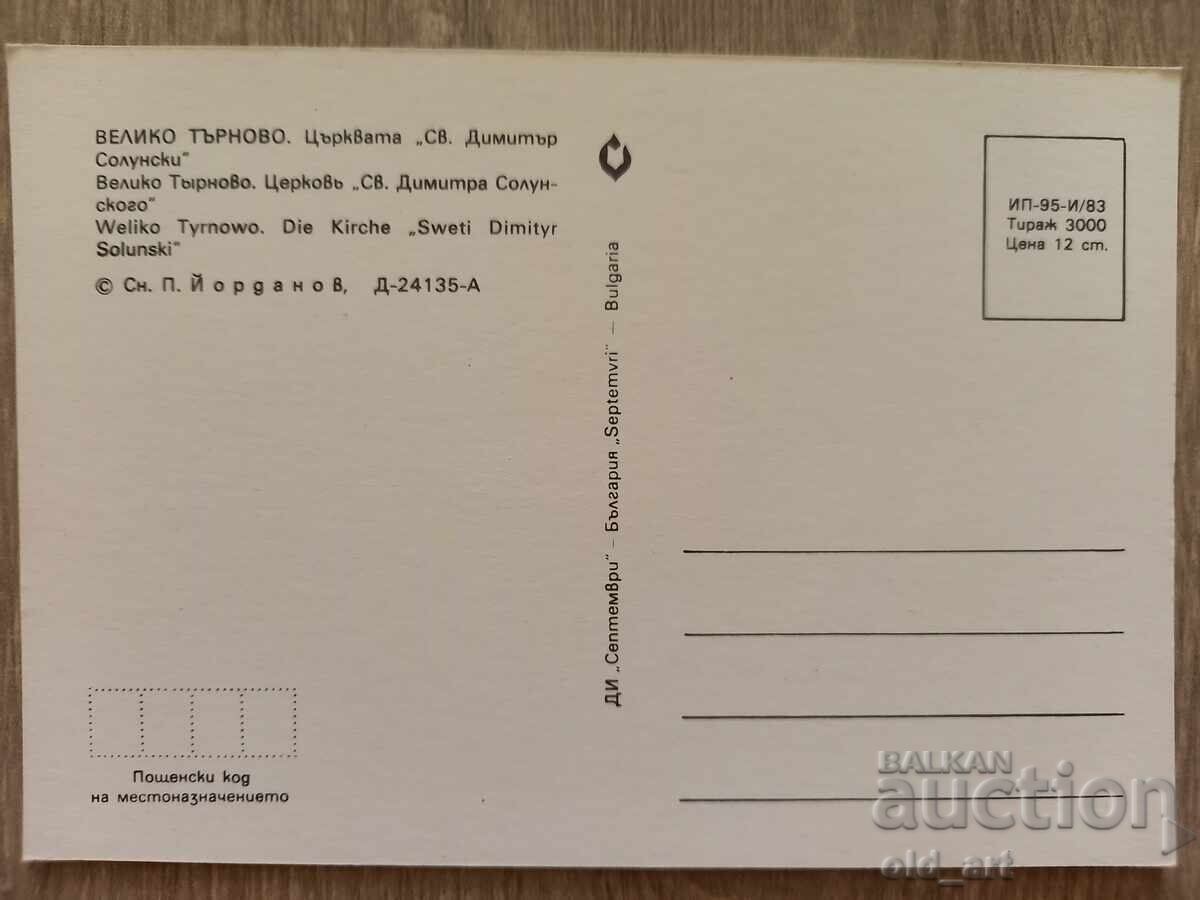 ВЕЛИКО ТЪРНОВО. Църквата „Св. Димитър
Солунски"
Велико Тырново. Церковь „Св. Димитра Солун-
ского"
Weliko Tyrnowo. Die Kirche „Sweti Dimityr
Solunski"
© Сн. П. Йорданов, Д-24135-А
ДИ „Септември" – България „Septemvri" – Bulgaria
ИП-95-И/83
Тираж 3000
Цена 12 ст.
Пощенски код
на местоназначението
BALKAN
auction
old_art